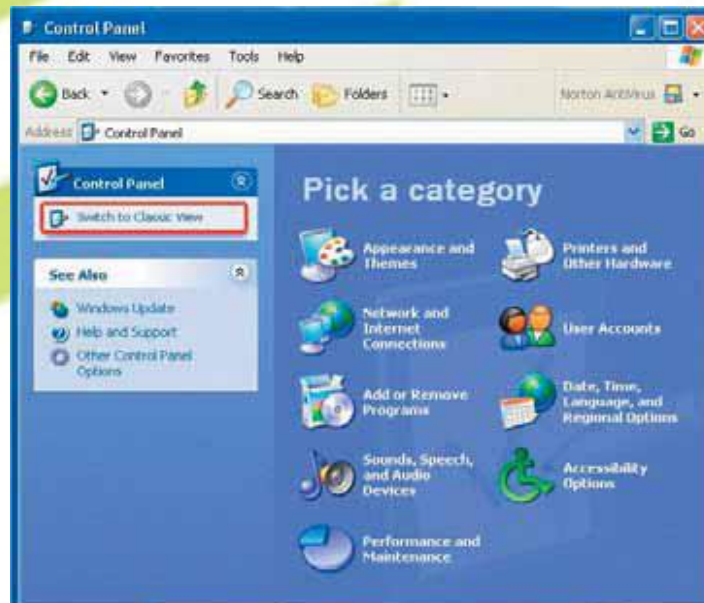 Control Panel
File Edit View Favorites Tools Help
Back Search Folders Norton AntiVirus
Address Control Panel Go
Control Panel
Switch to Classic View
See Also
Windows Update
Help and Support
Other Control Panel
Options
Pick a category
Appearance and
Themes
Printers and
Other Hardware
Network and
Internet
Connections
User Accounts
Add or Remove
Programs
Date, Time,
Language, and
Regional Options
Sounds, Speech,
and Audio
Devices
Accessibility
Options
Performance and
Maintenance